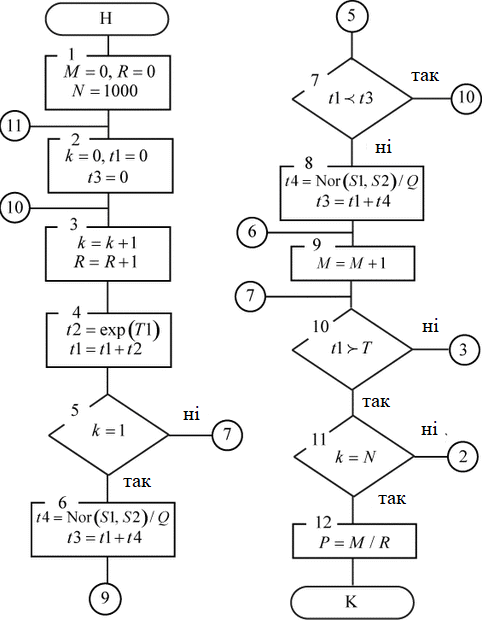 Н
1
M = 0, R = 0
N = 1000
11
2
k = 0, t1 = 0
t3 = 0
10
3
k = k + 1
R = R + 1
4
t2 = exp(T1)
t1 = t1 + t2
5
k = 1
ні
7
так
6
t4 = Nor(S1, S2) / Q
t3 = t1 + t4
9
5
7
так
t1 ≺ t3
10
ні
8
t4 = Nor(S1, S2) / Q
t3 = t1 + t4
6
9
M = M + 1
7
10
ні
t1 ≻ T
3
так
11
ні
k = N
2
так
12
P = M / R
К